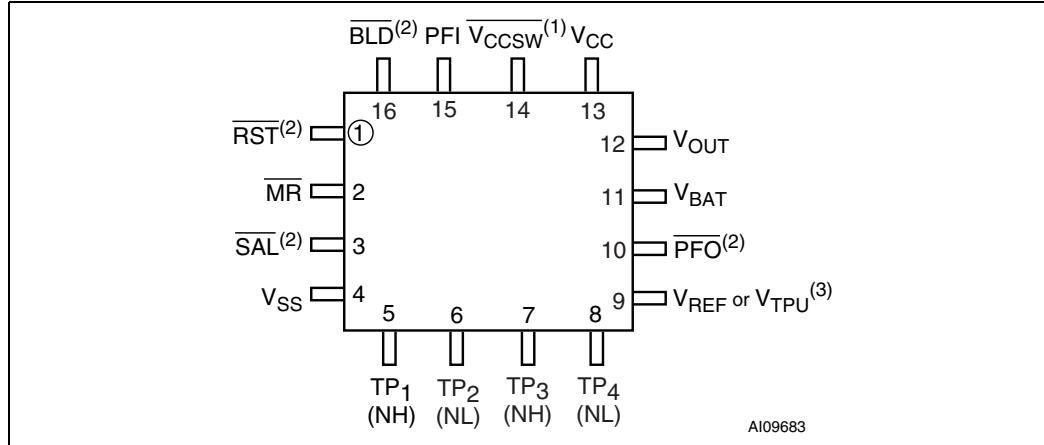 BLD(2) PFI VCCSW(1) VCC
16 15 14 13
RST(2) 1
12 VOUT
MR 2
11 VBAT
SAL(2) 3
10 PFO(2)
VSS 4
9 VREF or VTPU(3)
5 6 7 8
TP1 TP2 TP3 TP4
(NH) (NL) (NH) (NL)
AI09683